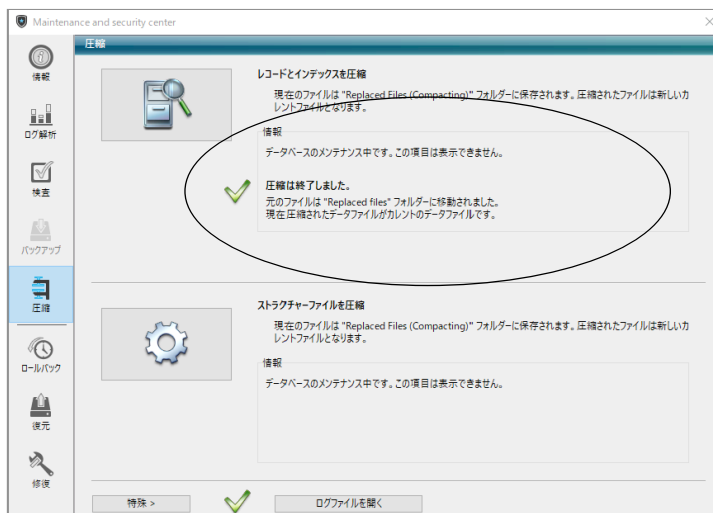 Maintenance and security center
圧縮
情報
ログ解析
検査
バックアップ
圧縮
ロールバック
復元
修復
レコードとインデックスを圧縮
現在のファイルは "Replaced Files (Compacting)" フォルダーに保存されます。圧縮されたファイルは新しいカ
レントファイルとなります。
情報
データベースのメンテナンス中です。この項目は表示できません。
圧縮は終了しました。
元のファイルは "Replaced files" フォルダーに移動されました。
現在圧縮されたデータファイルがカレントのデータファイルです。
ストラクチャーファイルを圧縮
現在のファイルは "Replaced Files (Compacting)" フォルダーに保存されます。圧縮されたファイルは新しいカ
レントファイルとなります。
情報
データベースのメンテナンス中です。この項目は表示できません。
特殊 >
ログファイルを開く